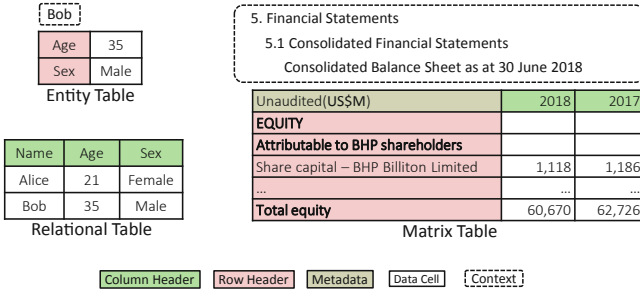 Bob
Age 35
Sex Male
Entity Table
Name Age Sex
Alice 21 Female
Bob 35 Male
Relational Table
5. Financial Statements
5.1 Consolidated Financial Statements
Consolidated Balance Sheet as at 30 June 2018
Unaudited(US$M) 2018 2017
EQUITY
Attributable to BHP shareholders
Share capital – BHP Billiton Limited 1,118 1,186
... ... ...
Total equity 60,670 62,726
Matrix Table
Column Header Row Header Metadata Data Cell Context